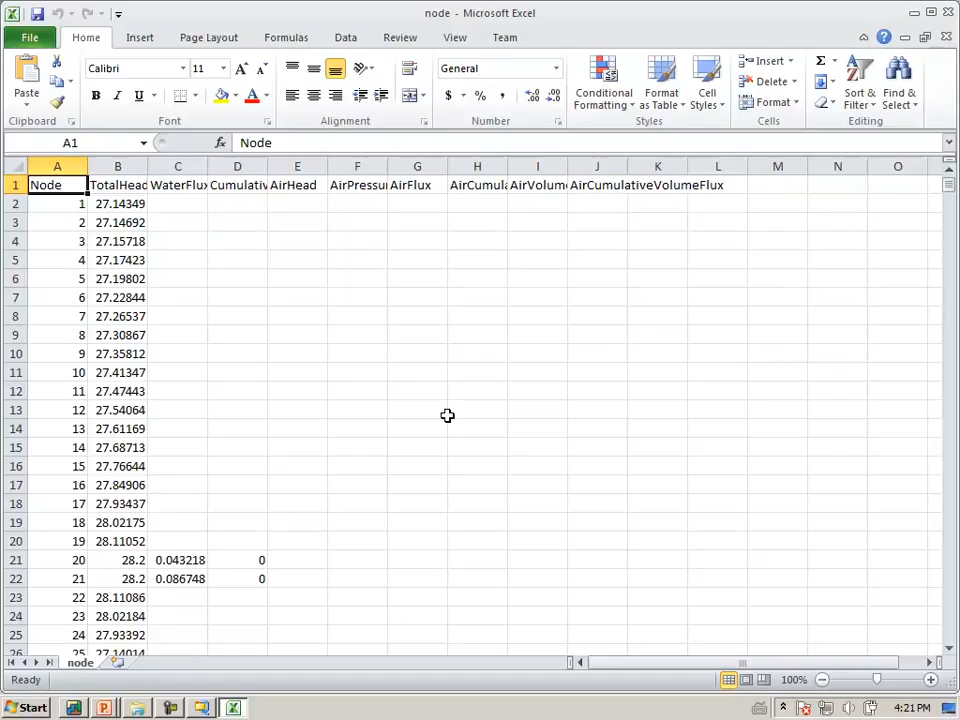 node - Microsoft Excel
File Home Insert Page Layout Formulas Data Review View Team
Paste Calibri 11 General Conditional Formatting Format as Table Cell Styles Insert Delete Format Sort & Filter Find & Select
Clipboard Font Alignment Number Styles Cells Editing
A1 fx Node
A B C D E F G H I J K L M N O
1 Node TotalHead WaterFlux Cumulativ AirHead AirPressur AirFlux AirCumula AirVolume AirCumulativeVolumeFlux
2 1 27.14349
3 2 27.14692
4 3 27.15718
5 4 27.17423
6 5 27.19802
7 6 27.22844
8 7 27.26537
9 8 27.30867
10 9 27.35812
11 10 27.41347
12 11 27.47443
13 12 27.54064
14 13 27.61169
15 14 27.68713
16 15 27.76644
17 16 27.84906
18 17 27.93437
19 18 28.02175
20 19 28.11052
21 20 28.2 0.043218 0
22 21 28.2 0.086748 0
23 22 28.11086
24 23 28.02184
25 24 27.93392
26 25 27.14014
node
Ready 100%
Start 4:21 PM